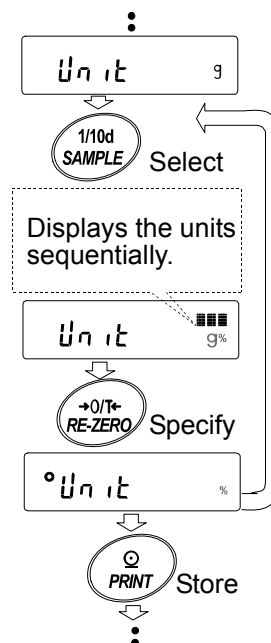 Unit g
1/10d
SAMPLE Select
Displays the units
sequentially.
Unit g%
→0/T←
RE-ZERO Specify
°Unit %
PRINT Store